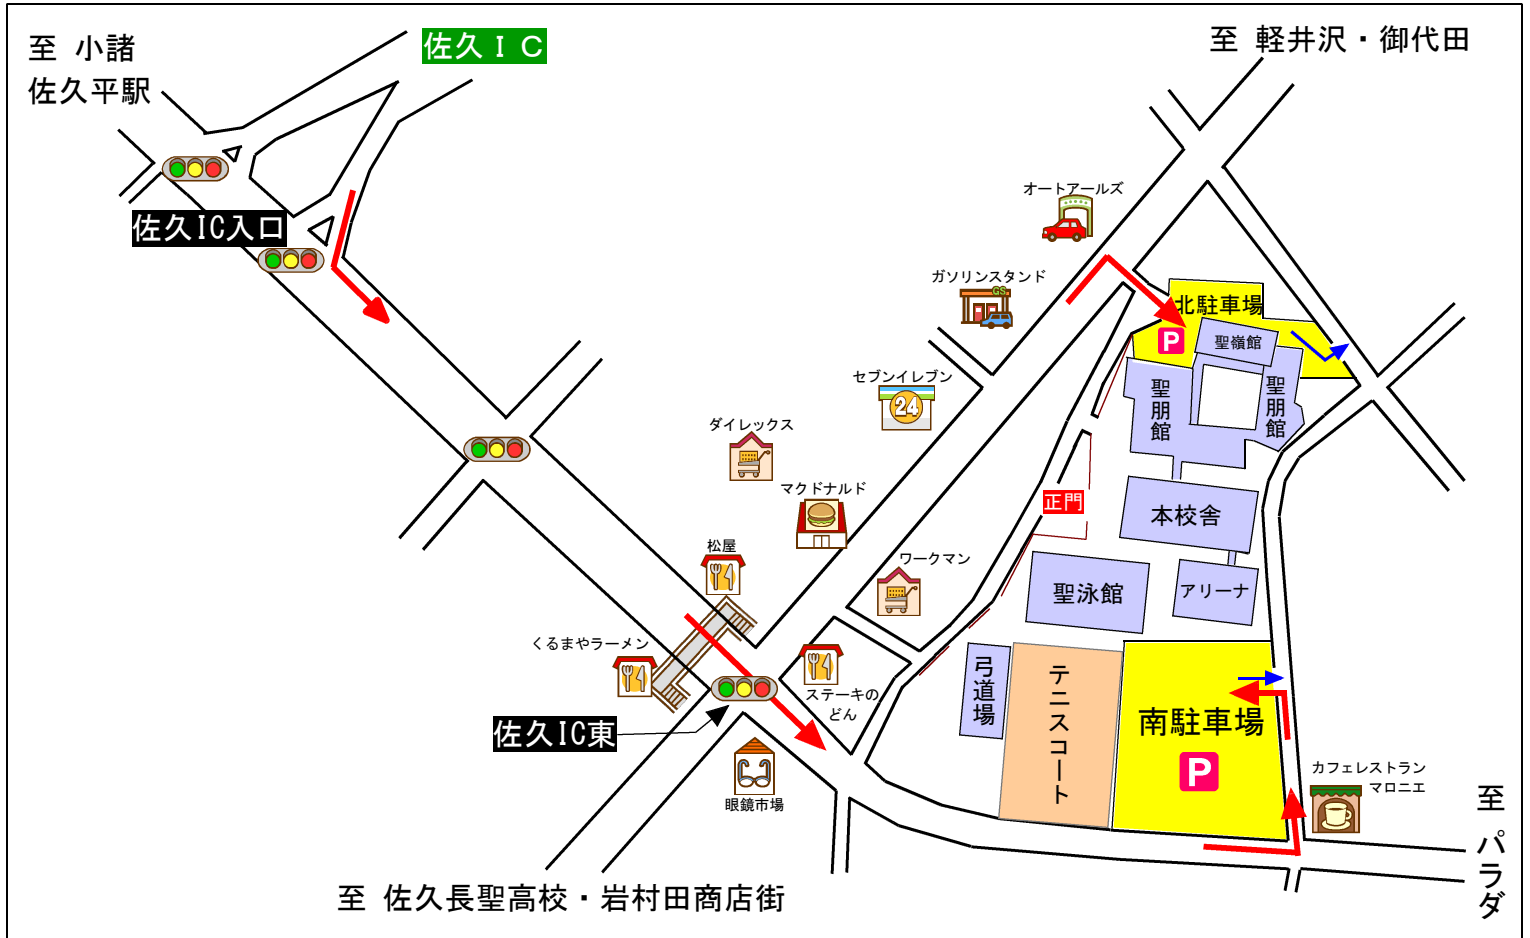 至 小諸
佐久平駅
佐久ＩＣ
至 軽井沢・御代田
佐久IC入口
オートアールズ
ガソリンスタンド
GS
北駐車場
P
聖嶺館
聖朋館
聖朋館
セブンイレブン
24
ダイレックス
マクドナルド
正門
本校舎
松屋
ワークマン
聖泳館
アリーナ
くるまやラーメン
ステーキの
どん
弓道場
テニスコート
南駐車場
P
佐久IC東
眼鏡市場
カフェレストラン
マロニエ
至 パラダ
至 佐久長聖高校・岩村田商店街